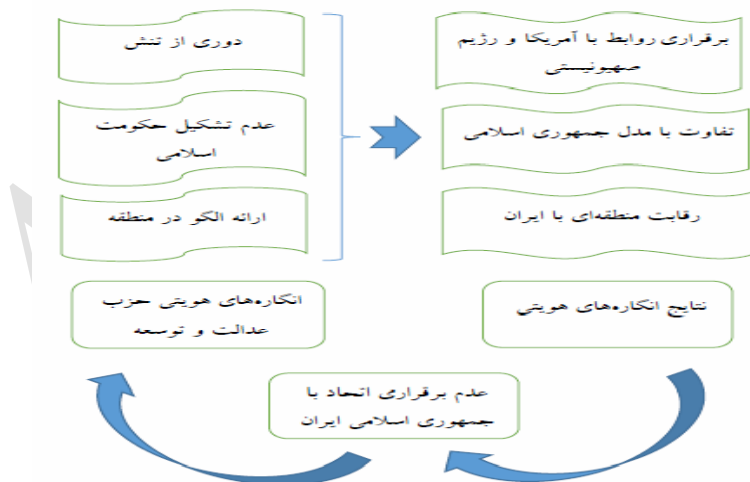 دوری از تنش
عدم تشکیل حکومت
اسلامی
ارائه الگو در منطقه
برقراری روابط با آمریکا و رژیم
صهیونیستی
تفاوت با مدل جمهوری اسلامی
رقابت منطقه‌ای با ایران
انگاره‌های هویتی حزب
عدالت و توسعه
نتایج انگاره‌های هویتی
عدم برقراری اتحاد با
جمهوری اسلامی ایران